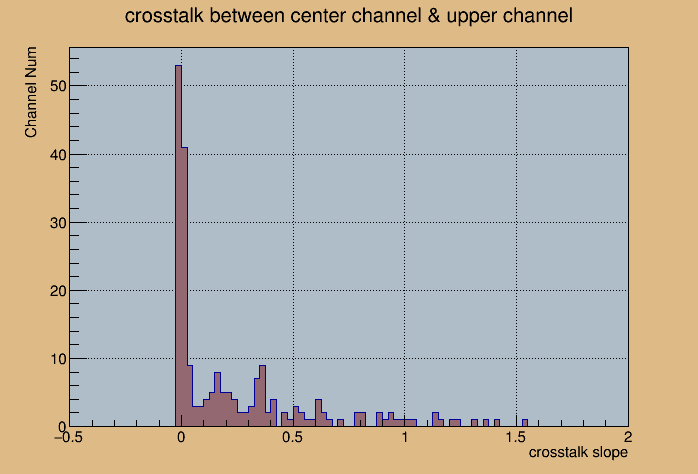 crosstalk between center channel & upper channel
Channel Num
50
40
30
20
10
0
−0.5 0 0.5 1 1.5 2
crosstalk slope